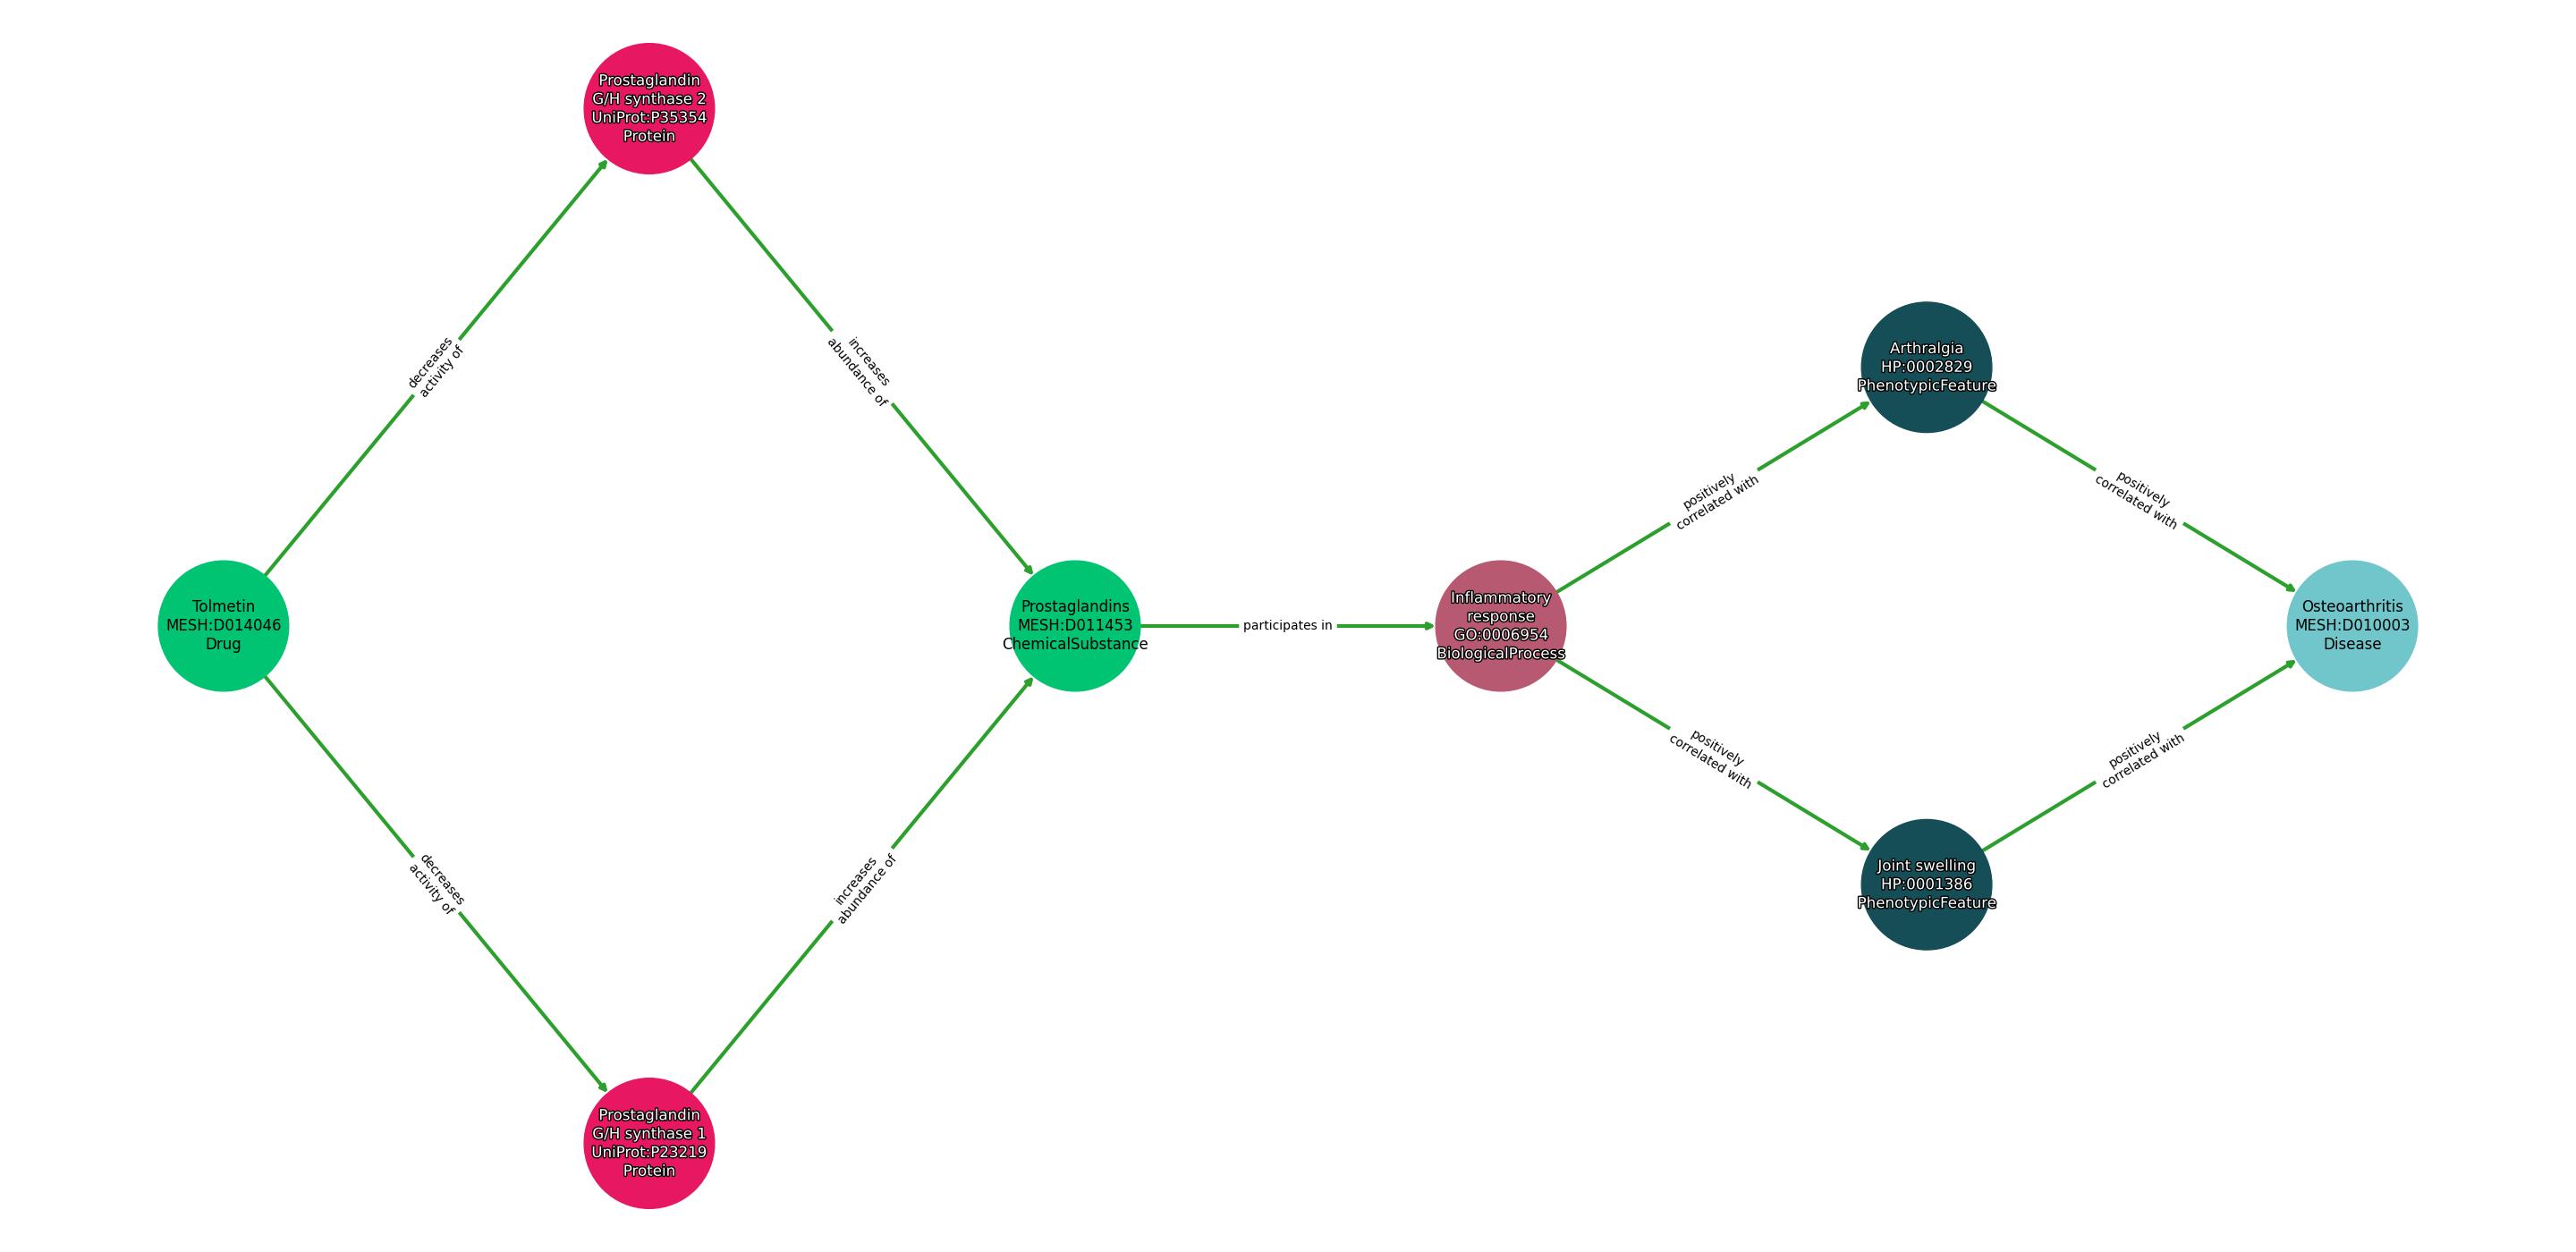 Prostaglandin
G/H synthase 2
UniProt:P35354
Protein
decreases
activity of
increases
abundance of
Arthralgia
HP:0002829
PhenotypicFeature
positively
correlated with
positively
correlated with
Tolmetin
MESH:D014046
Drug
Prostaglandins
MESH:D011453
ChemicalSubstance
participates in
Inflammatory
response
GO:0006954
BiologicalProcess
Osteoarthritis
MESH:D010003
Disease
positively
correlated with
positively
correlated with
decreases
activity of
increases
abundance of
Joint swelling
HP:0001386
PhenotypicFeature
Prostaglandin
G/H synthase 1
UniProt:P23219
Protein